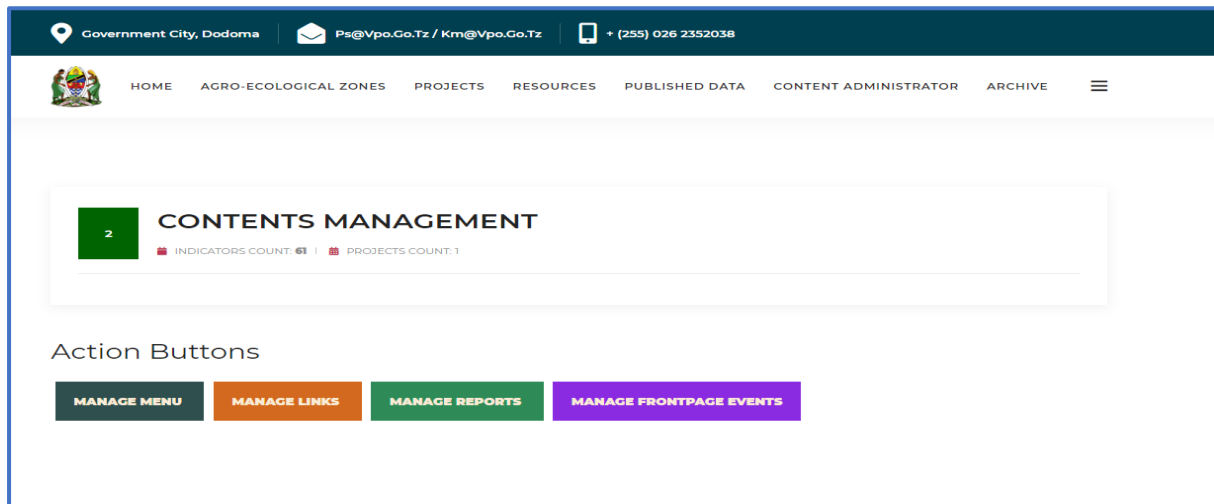 Government City, Dodoma Ps@Vpo.Go.Tz / Km@Vpo.Go.Tz + (255) 026 2352038
HOME AGRO-ECOLOGICAL ZONES PROJECTS RESOURCES PUBLISHED DATA CONTENT ADMINISTRATOR ARCHIVE
2
CONTENTS MANAGEMENT
INDICATORS COUNT: 61 | PROJECTS COUNT: 1
Action Buttons
MANAGE MENU MANAGE LINKS MANAGE REPORTS MANAGE FRONTPAGE EVENTS